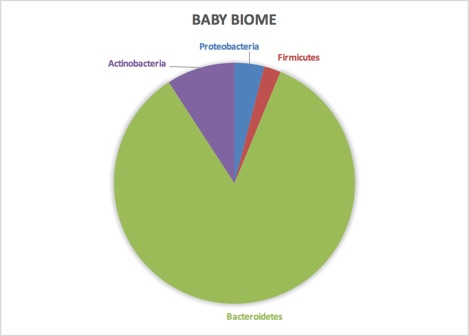 BABY BIOME
Proteobacteria
Firmicutes
Actinobacteria
Bacteroidetes